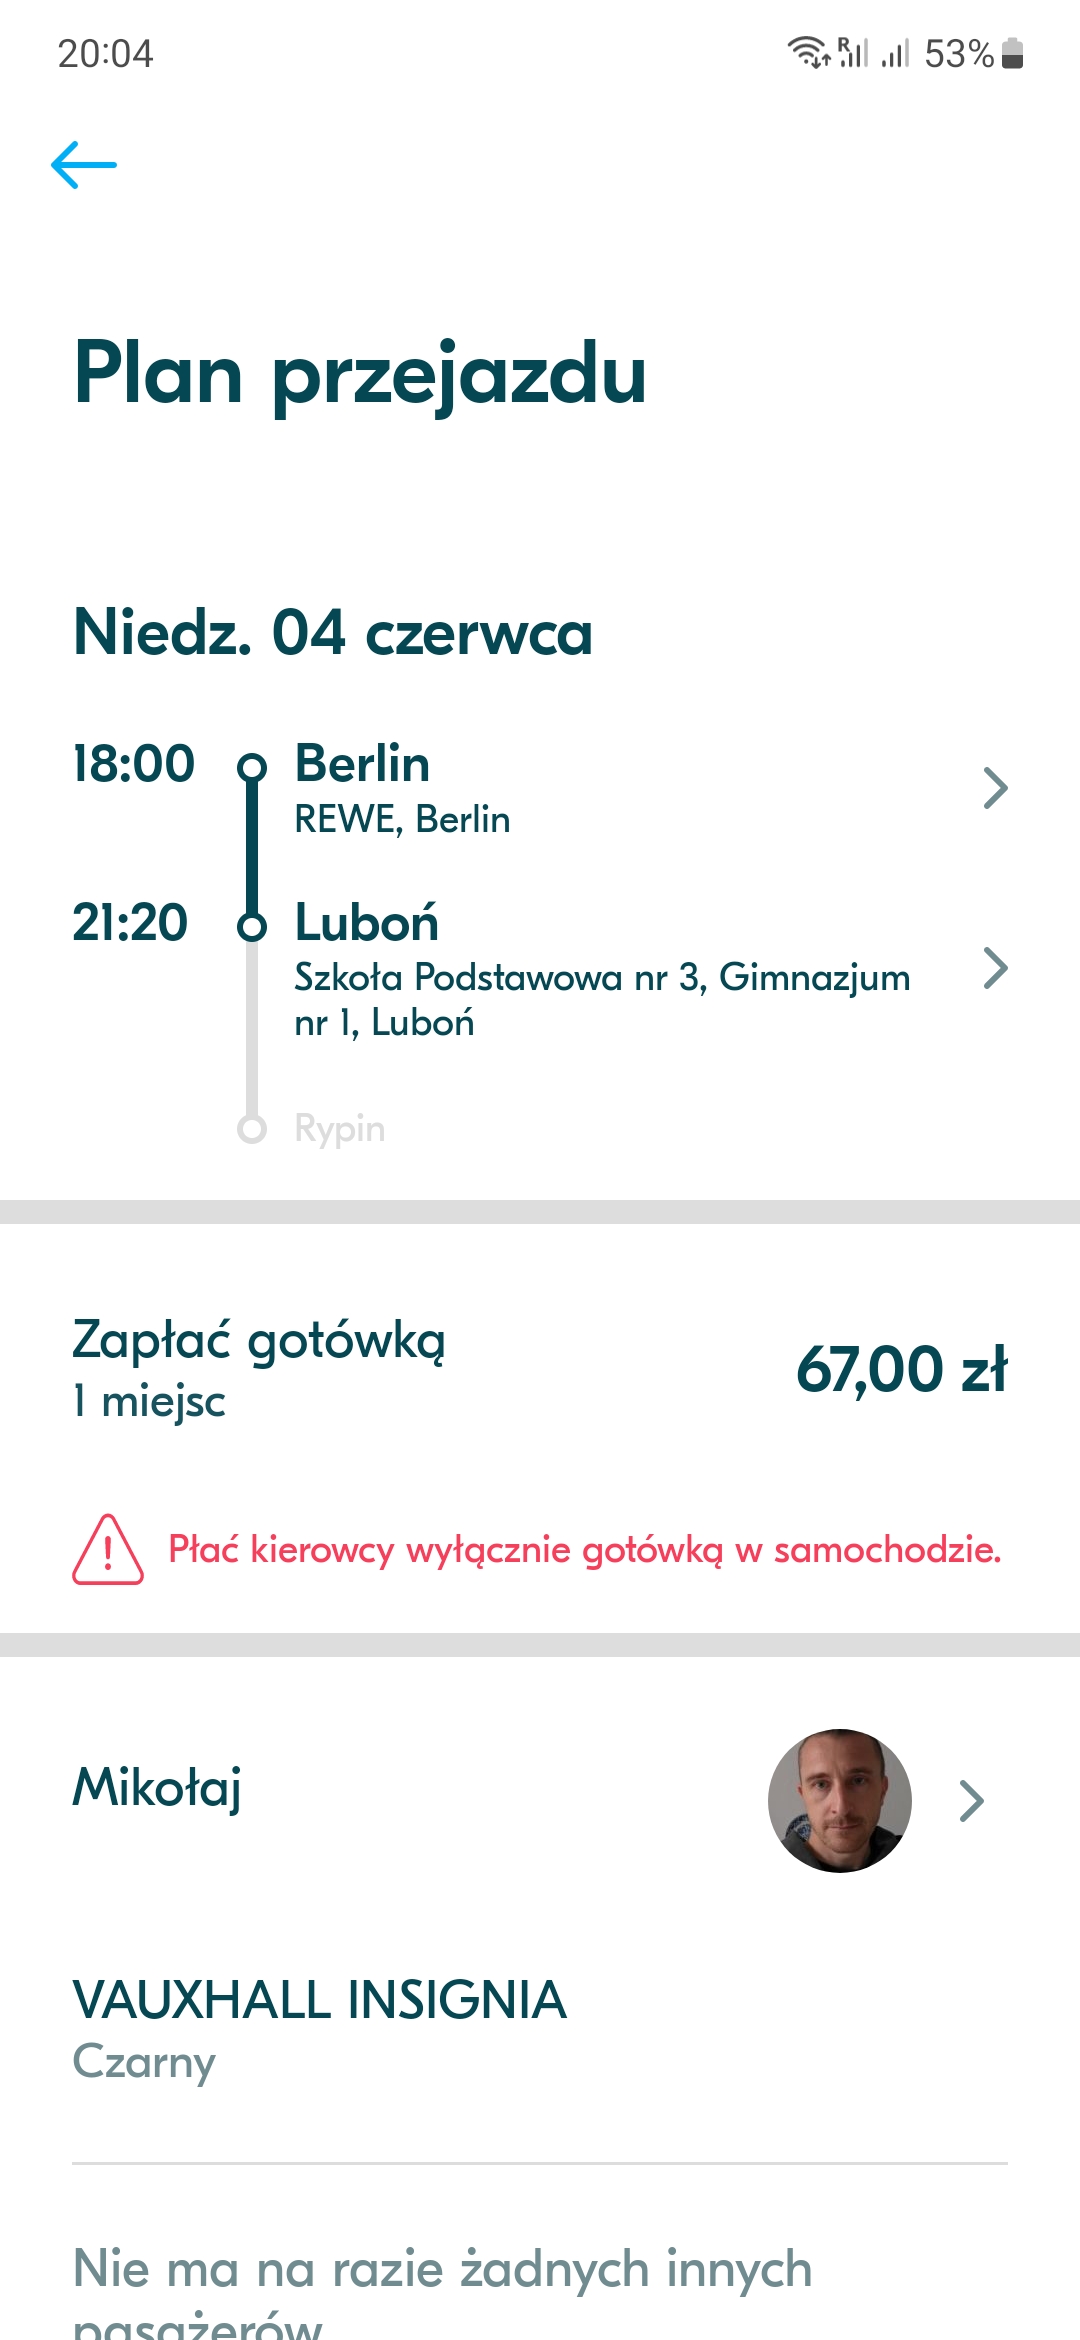 20:04
R 53%
Plan przejazdu
Niedz. 04 czerwca
18:00 Berlin
REWE, Berlin
21:20 Luboń
Szkoła Podstawowa nr 3, Gimnazjum
nr 1, Luboń
Rypin
Zapłać gotówką
1 miejsc
67,00 zł
Płać kierowcy wyłącznie gotówką w samochodzie.
Mikołaj
VAUXHALL INSIGNIA
Czarny
Nie ma na razie żadnych innych
pasażerów